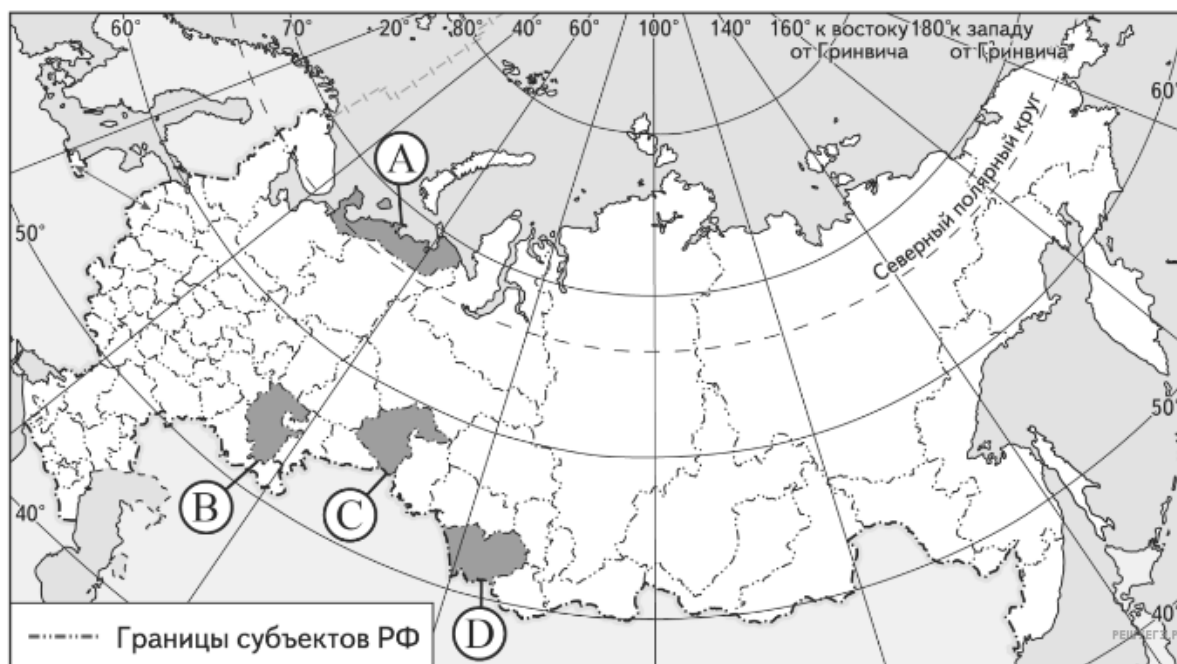 60° 70° 20° 40° 60° 80° 100° 120° 140° 160° к востоку 180° к западу
от Гринвича от Гринвича
60°
Северный полярный круг
А
50°
50°
В
С
40°
D
40°
Границы субъектов РФ